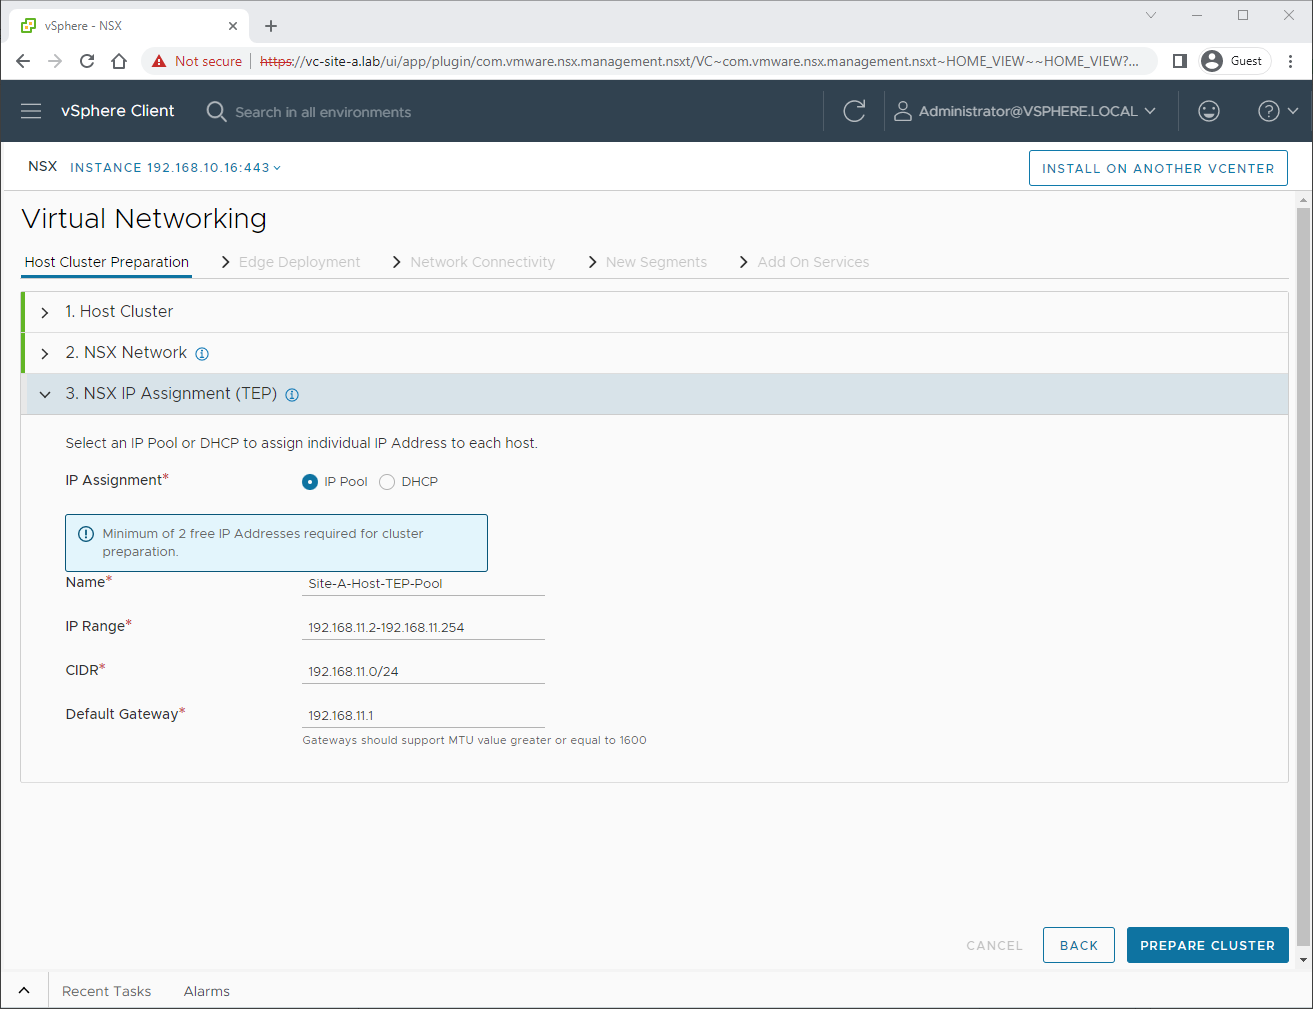 vSphere - NSX
Not secure
https://vc-site-a.lab/ui/app/plugin/com.vmware.nsx.management.nsxt/VC~com.vmware.nsx.management.nsxt~HOME_VIEW~~HOME_VIEW?...
Guest
vSphere Client
Search in all environments
Administrator@VSPHERE.LOCAL
NSX INSTANCE 192.168.10.16:443
INSTALL ON ANOTHER VCENTER
Virtual Networking
Host Cluster Preparation
Edge Deployment
Network Connectivity
New Segments
Add On Services
1. Host Cluster
2. NSX Network
3. NSX IP Assignment (TEP)
Select an IP Pool or DHCP to assign individual IP Address to each host.
IP Assignment*
IP Pool
DHCP
Minimum of 2 free IP Addresses required for cluster
preparation.
Name*
Site-A-Host-TEP-Pool
IP Range*
192.168.11.2-192.168.11.254
CIDR*
192.168.11.0/24
Default Gateway*
192.168.11.1
Gateways should support MTU value greater or equal to 1600
CANCEL
BACK
PREPARE CLUSTER
Recent Tasks
Alarms